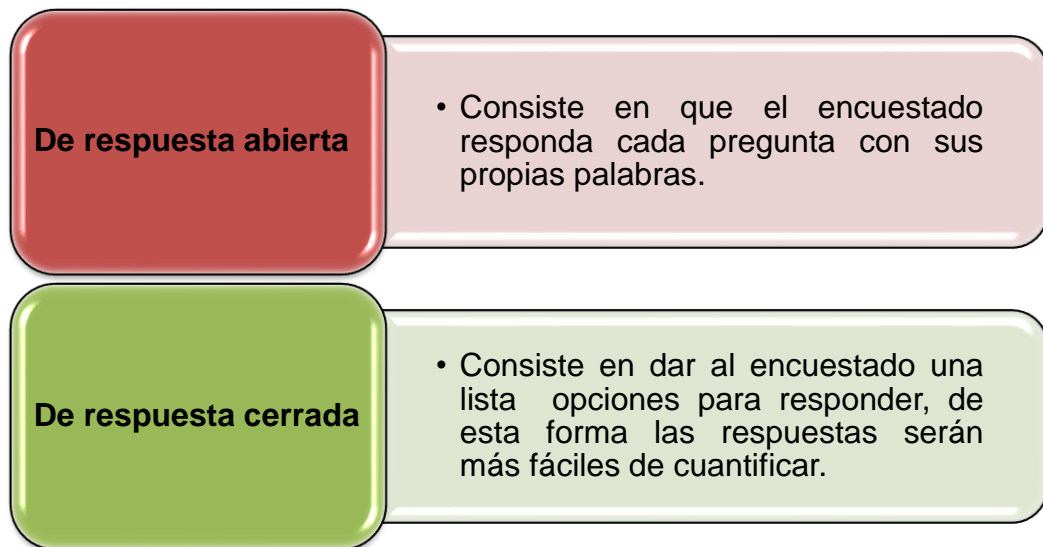 De respuesta abierta
• Consiste en que el encuestado
responda cada pregunta con sus
propias palabras.
De respuesta cerrada
• Consiste en dar al encuestado una
lista opciones para responder, de
esta forma las respuestas serán
más fáciles de cuantificar.